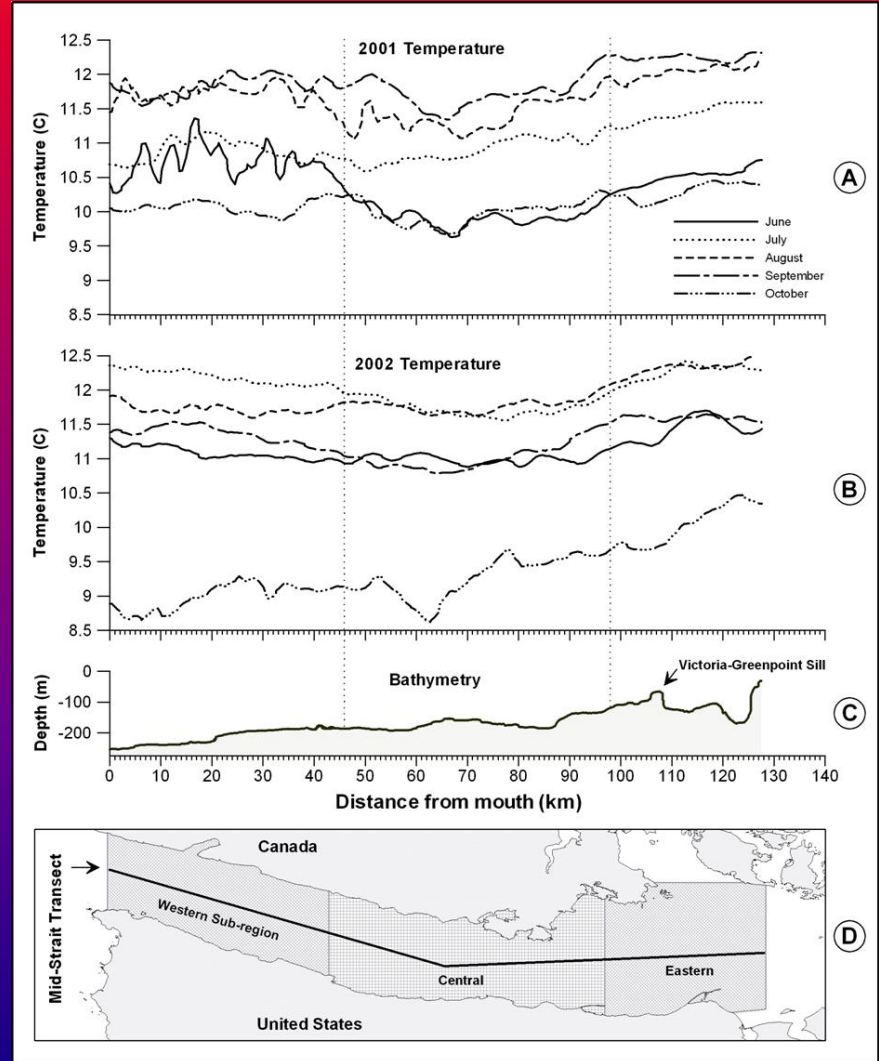 2001 Temperature
12.5
12
11.5
11
10.5
10
9.5
9
8.5
Temperature (C)
June
July
August
September
October
A
2002 Temperature
12.5
12
11.5
11
10.5
10
9.5
9
8.5
Temperature (C)
B
Bathymetry
Victoria-Greenpoint Sill
0
-100
-200
Depth (m)
C
0 10 20 30 40 50 60 70 80 90 100 110 120 130 140
Distance from mouth (km)
Mid-Strait Transect
Canada
Western Sub-region
Central
Eastern
United States
D